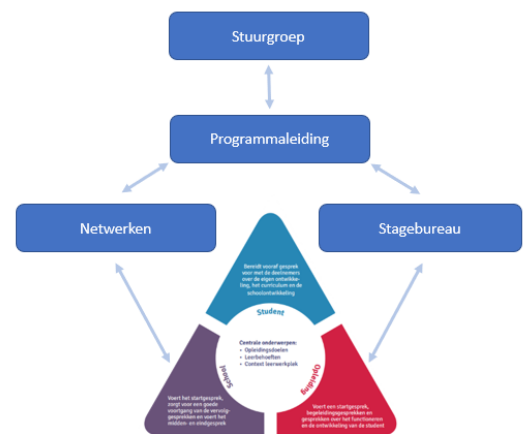 Stuurgroep
Programmaleiding
Netwerken
Stagebureau
Bereidt vooraf gesprek
voor met de deelnemers
over de eigen ontwikke-
ling, het curriculum en de
schoolontwikkeling
Student
Centrale onderwerpen:
• Opleidingsdoelen
• Leerbehoeften
• Context leerwerkplek
School
Opleiding
Voert het startgesprek,
zorgt voor een goede
voortgang van de vervolg-
gesprekken en voert het
midden- en eindgesprek
Voert een startgesprek,
begeleidingsgesprekken en
gesprekken over het functioneren
en de ontwikkeling van de student